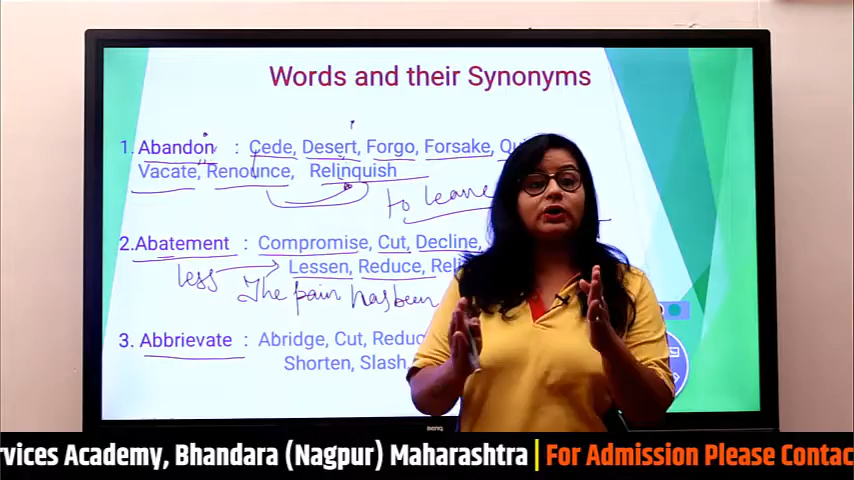 Words and their Synonyms
1. Abandon : Cede, Desert, Forgo, Forsake,
Vacate, Renounce, Relinquish
to leave
2.Abatement : Compromise, Cut, Decline,
Lessen, Reduce,
less
The pain has been
3. Abbrievate : Abridge, Cut,
Shorten, Slash
BenQ
rvices Academy, Bhandara (Nagpur) Maharashtra | For Admission Please Contac